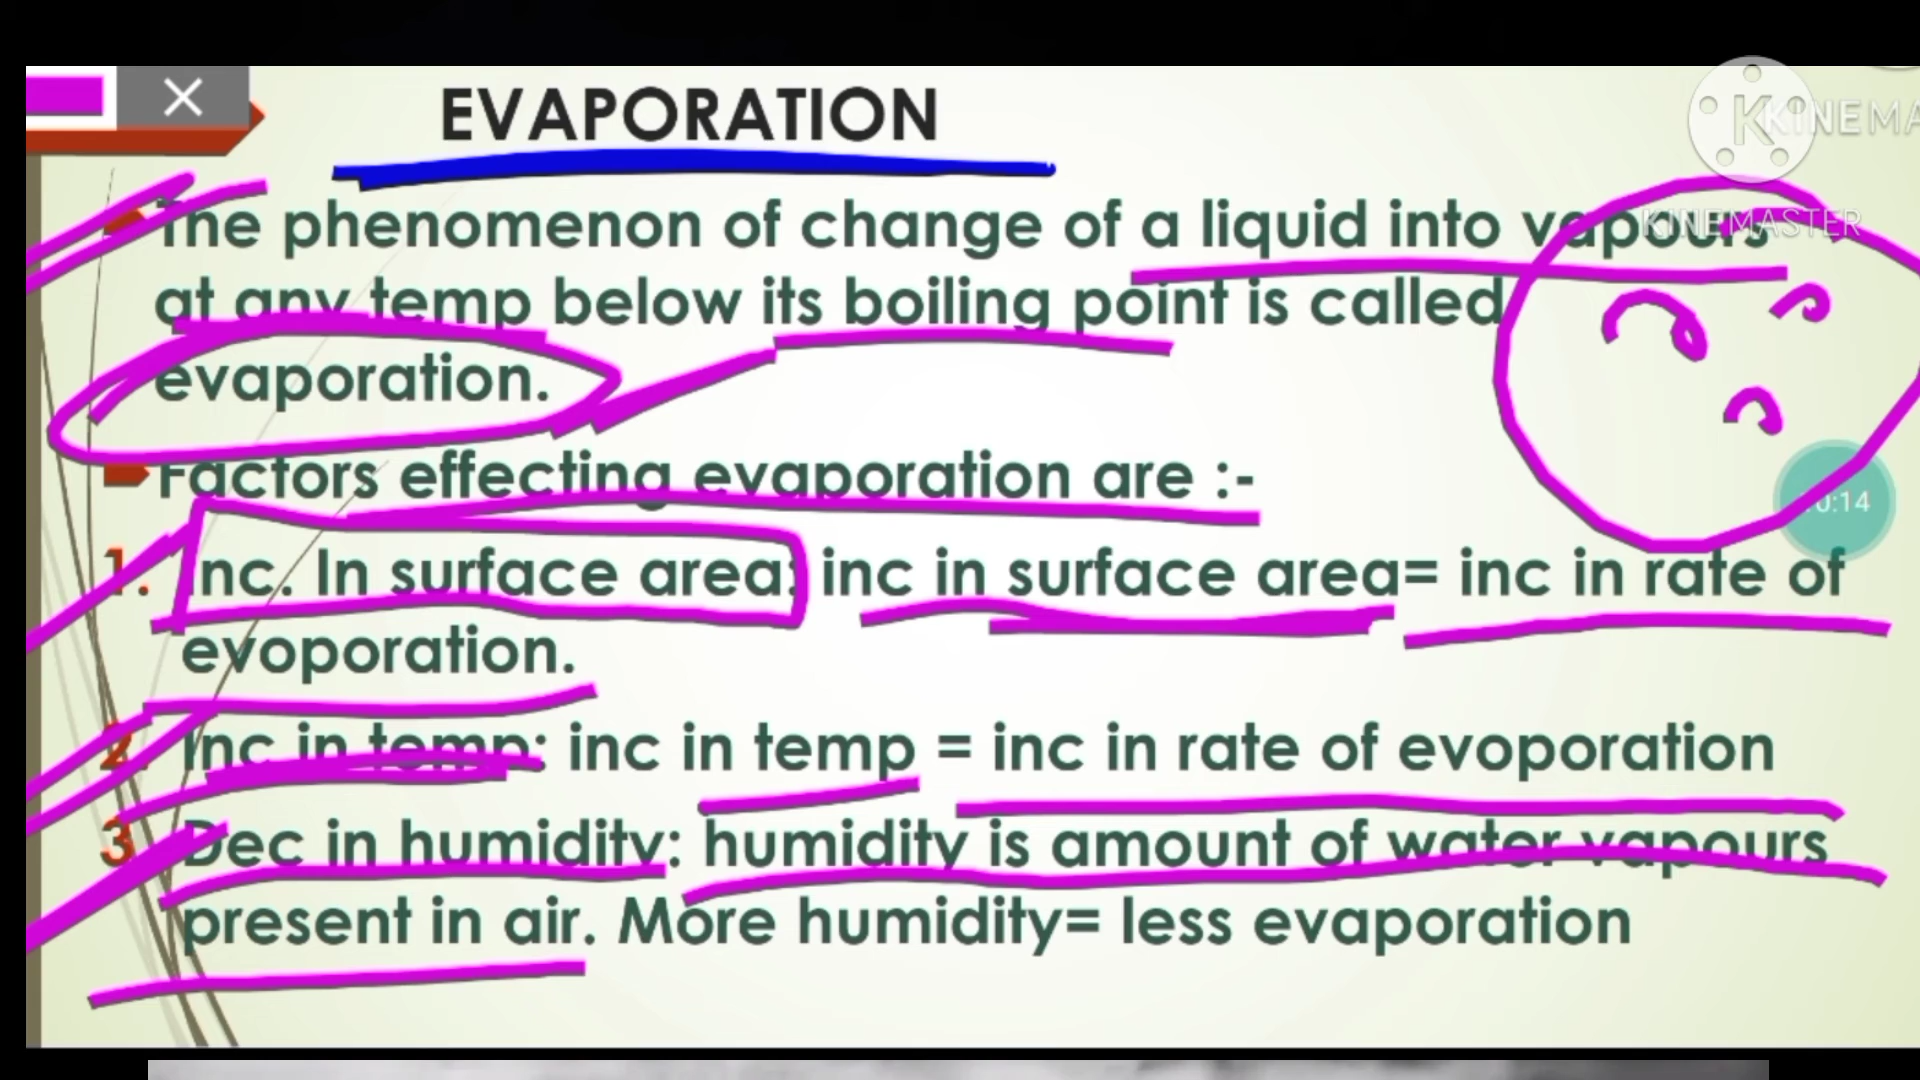 EVAPORATION
KINEMA
The phenomenon of change of a liquid into vapours
KINEMASTER
at any temp below its boiling point is called
evaporation.
Factors effecting evaporation are :-
1. Inc. In surface area: inc in surface area= inc in rate of
evoporation.
2. Inc in temp: inc in temp = inc in rate of evoporation
3. Dec in humidity: humidity is amount of water vapours
present in air. More humidity= less evaporation